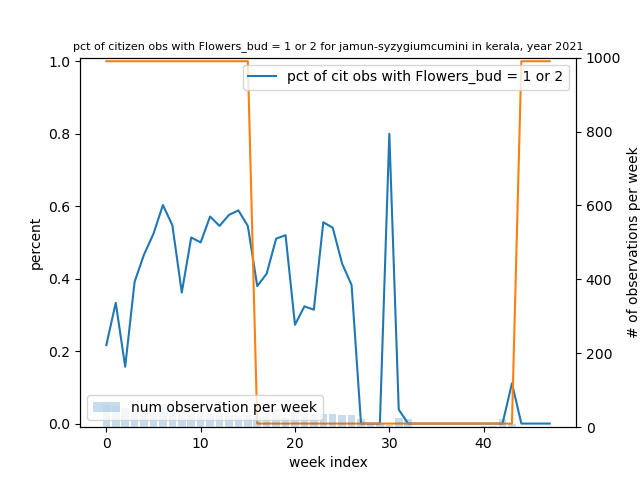 pct of citizen obs with Flowers_bud = 1 or 2 for jamun-syzygiumcumini in kerala, year 2021
pct of cit obs with Flowers_bud = 1 or 2
num observation per week
percent
1.0
0.8
0.6
0.4
0.2
0.0
# of observations per week
1000
800
600
400
200
0
0 10 20 30 40
week index